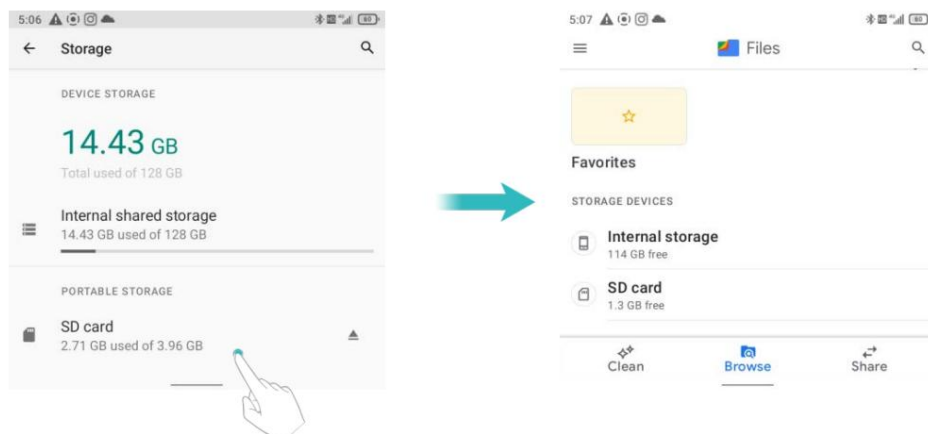 5:06
60
Storage
DEVICE STORAGE
14.43 GB
Total used of 128 GB
Internal shared storage
14.43 GB used of 128 GB
PORTABLE STORAGE
SD card
2.71 GB used of 3.96 GB
5:07
60
Files
Favorites
STORAGE DEVICES
Internal storage
114 GB free
SD card
1.3 GB free
Clean
Browse
Share